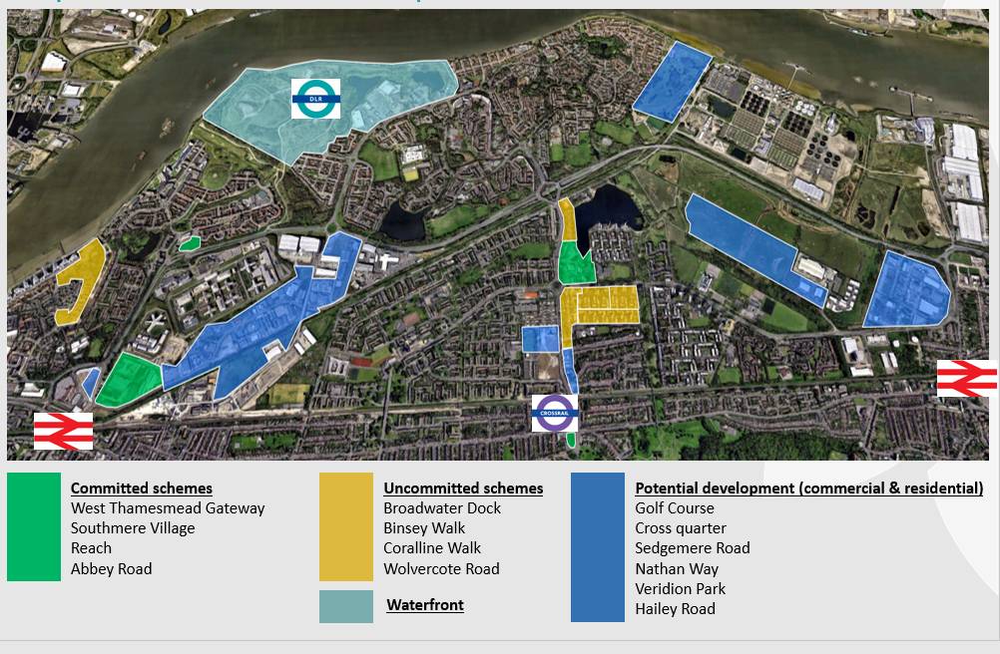 DLR
CROSSRAIL
Committed schemes
West Thamesmead Gateway
Southmere Village
Reach
Abbey Road
Uncommitted schemes
Broadwater Dock
Binsey Walk
Coralline Walk
Wolvercote Road
Waterfront
Potential development (commercial & residential)
Golf Course
Cross quarter
Sedgemere Road
Nathan Way
Veridion Park
Hailey Road